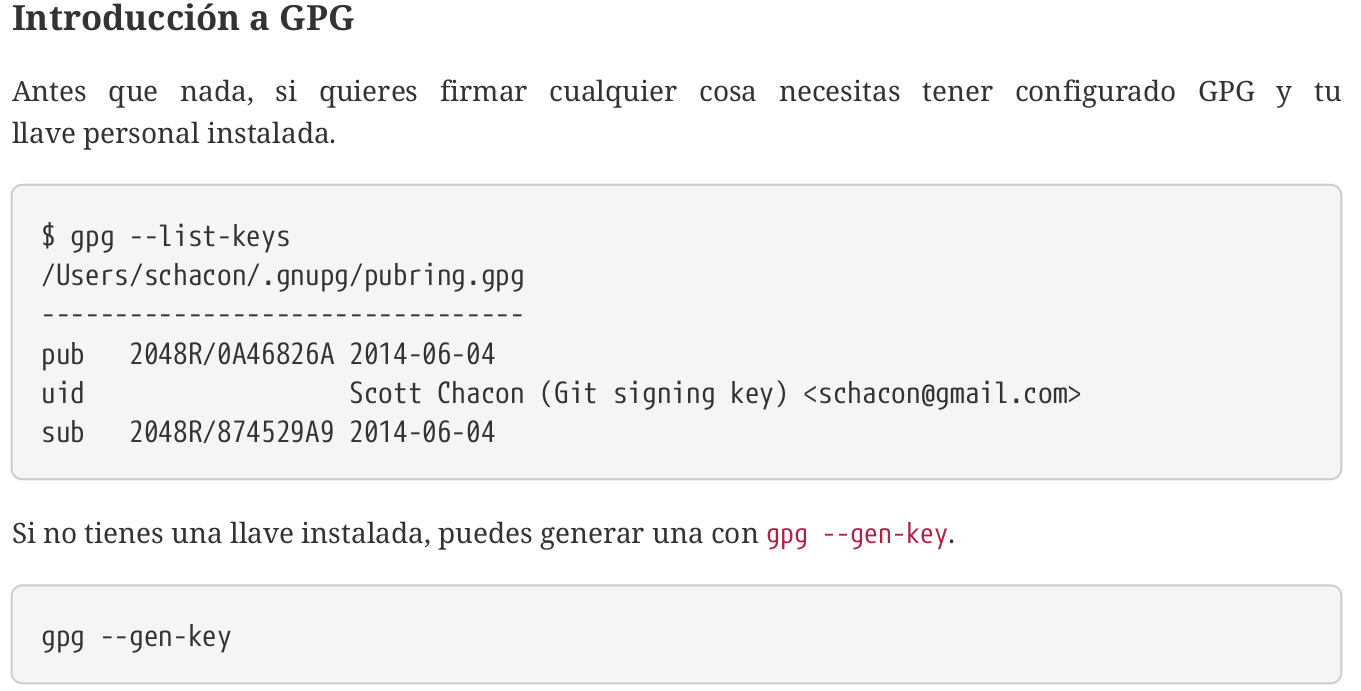 Introducción a GPG
Antes que nada, si quieres firmar cualquier cosa necesitas tener configurado GPG y tu
llave personal instalada.
$ gpg --list-keys
/Users/schacon/.gnupg/pubring.gpg
---------------------------------
pub   2048R/0A46826A 2014-06-04
uid                  Scott Chacon (Git signing key) <schacon@gmail.com>
sub   2048R/874529A9 2014-06-04
Si no tienes una llave instalada, puedes generar una con gpg --gen-key.
gpg --gen-key